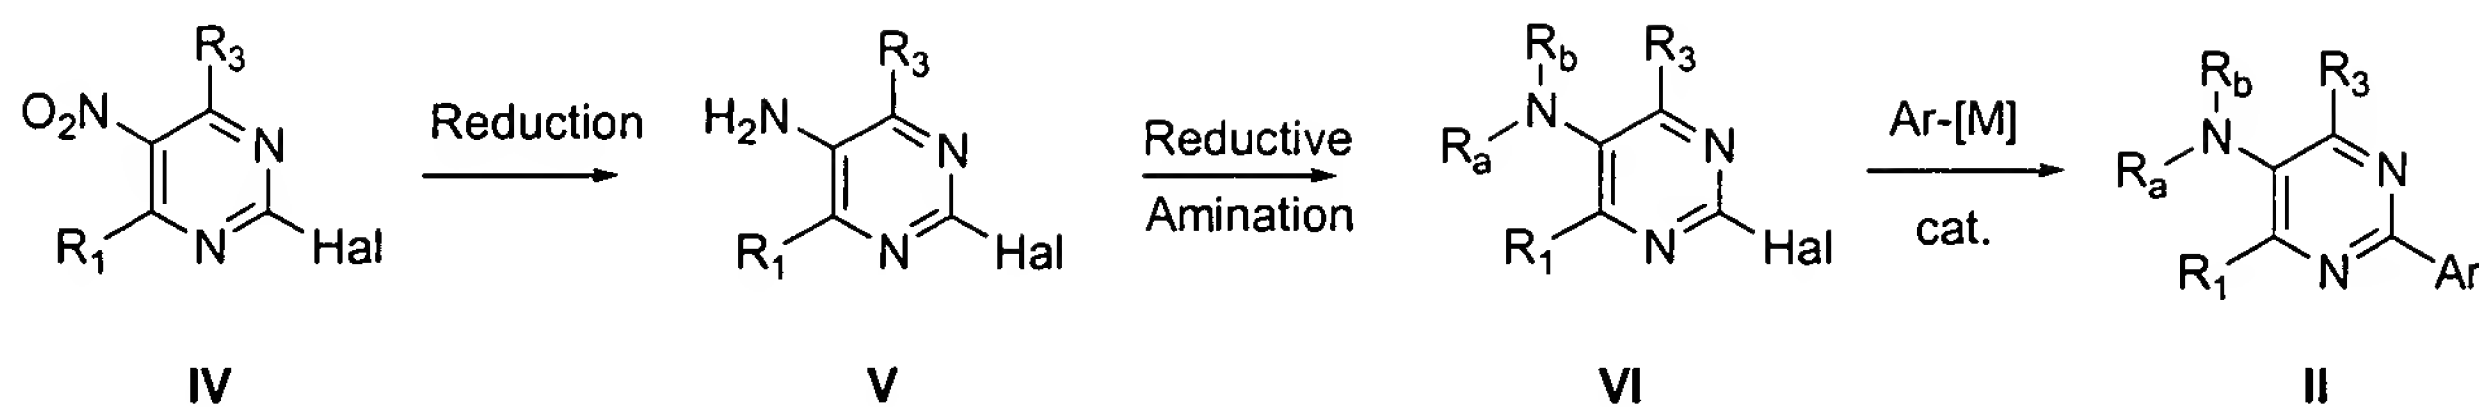 R3
O2N
N
R1
N
Hal
IV
Reduction
R3
H2N
N
R1
N
Hal
V
Reductive
Amination
Rb
R3
N
Ra
N
R1
N
Hal
VI
Ar-[M]
cat.
Rb
R3
N
Ra
N
R1
N
Ar
II